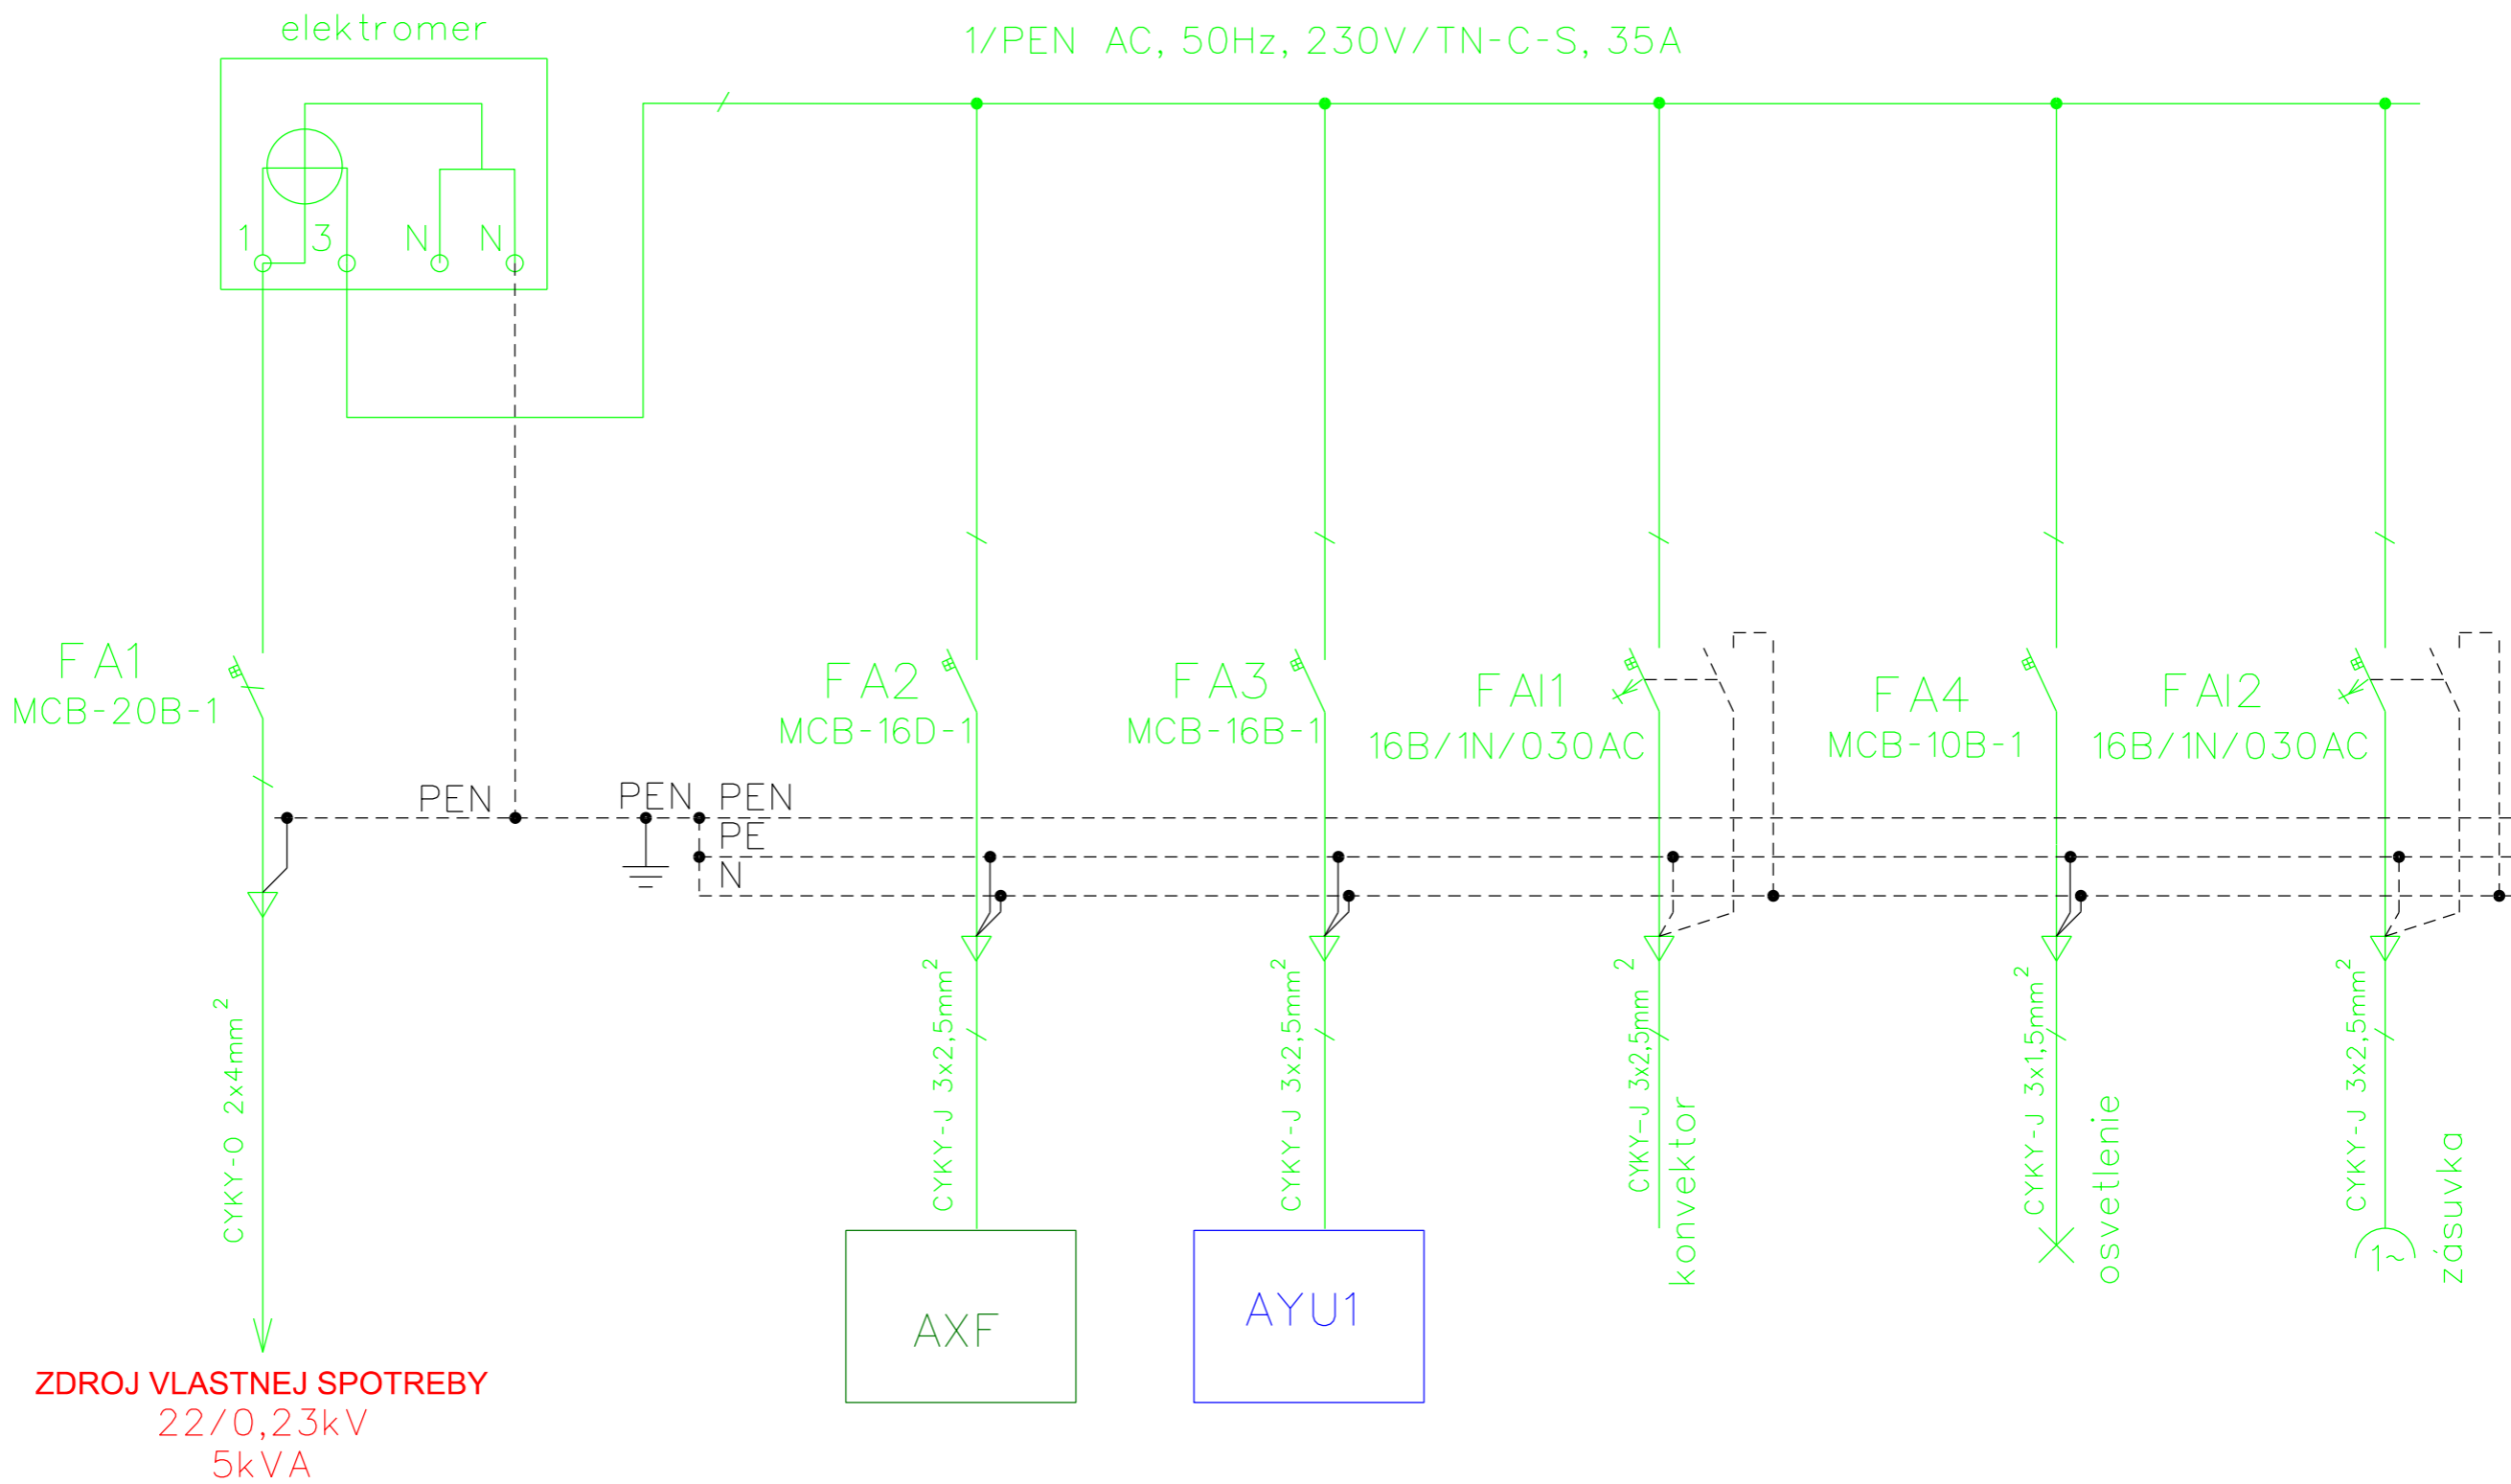 elektromer
1/PEN AC, 50Hz, 230V/TN-C-S, 35A
1
3
N
N
FA1
MCB-20B-1
FA2
MCB-16D-1
FA3
MCB-16B-1
FAI1
16B/1N/030AC
FA4
MCB-10B-1
FAI2
16B/1N/030AC
PEN
PEN
PEN
PE
N
CYKY-O 2x4mm²
CYKY-J 3x2,5mm²
CYKY-J 3x2,5mm²
CYKY-J 3x2,5mm²
konvektor
CYKY-J 3x1,5mm²
osvetlenie
CYKY-J 3x2,5mm²
zásuvka
1~
AXF
AYU1
ZDROJ VLASTNEJ SPOTREBY
22/0,23kV
5kVA